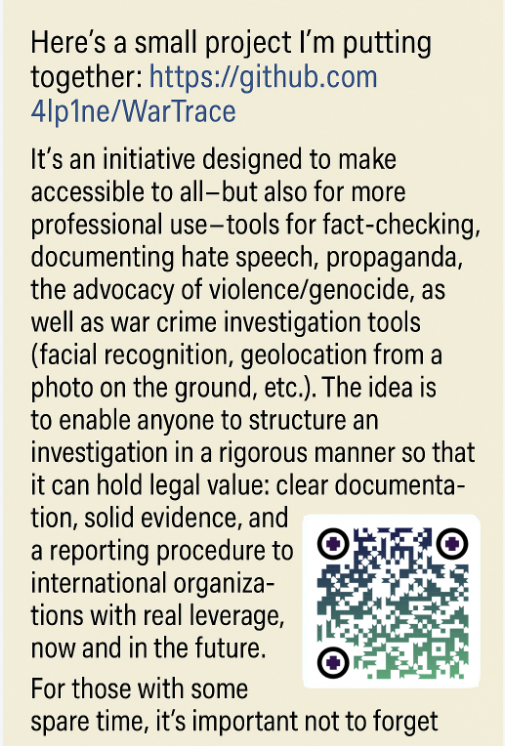 Here's a small project I'm putting
together: https://github.com
4lp1ne/WarTrace
It's an initiative designed to make
accessible to all—but also for more
professional use—tools for fact-checking,
documenting hate speech, propaganda,
the advocacy of violence/genocide, as
well as war crime investigation tools
(facial recognition, geolocation from a
photo on the ground, etc.). The idea is
to enable anyone to structure an
investigation in a rigorous manner so that
it can hold legal value: clear documenta-
tion, solid evidence, and
a reporting procedure to
international organiza-
tions with real leverage,
now and in the future.
For those with some
spare time, it's important not to forget